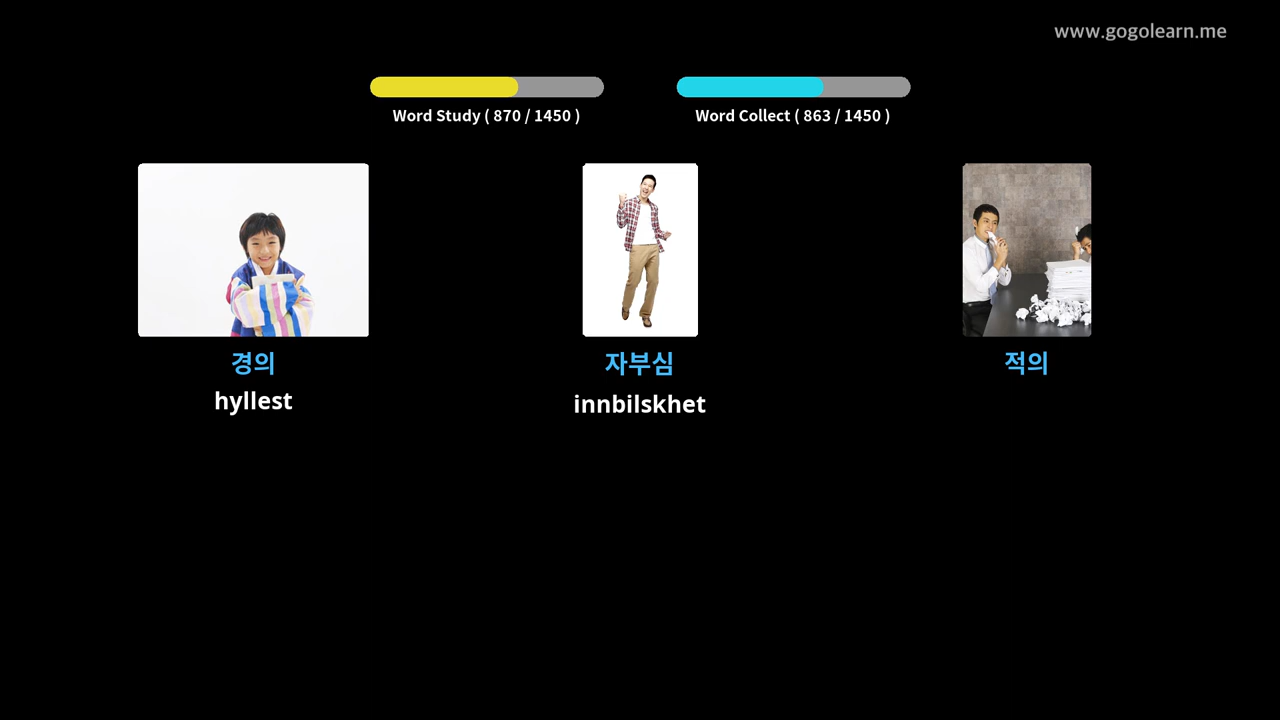 www.gogolearn.me
Word Study ( 870 / 1450 )
Word Collect ( 863 / 1450 )
경의
자부심
적의
hyllest
innbilskhet